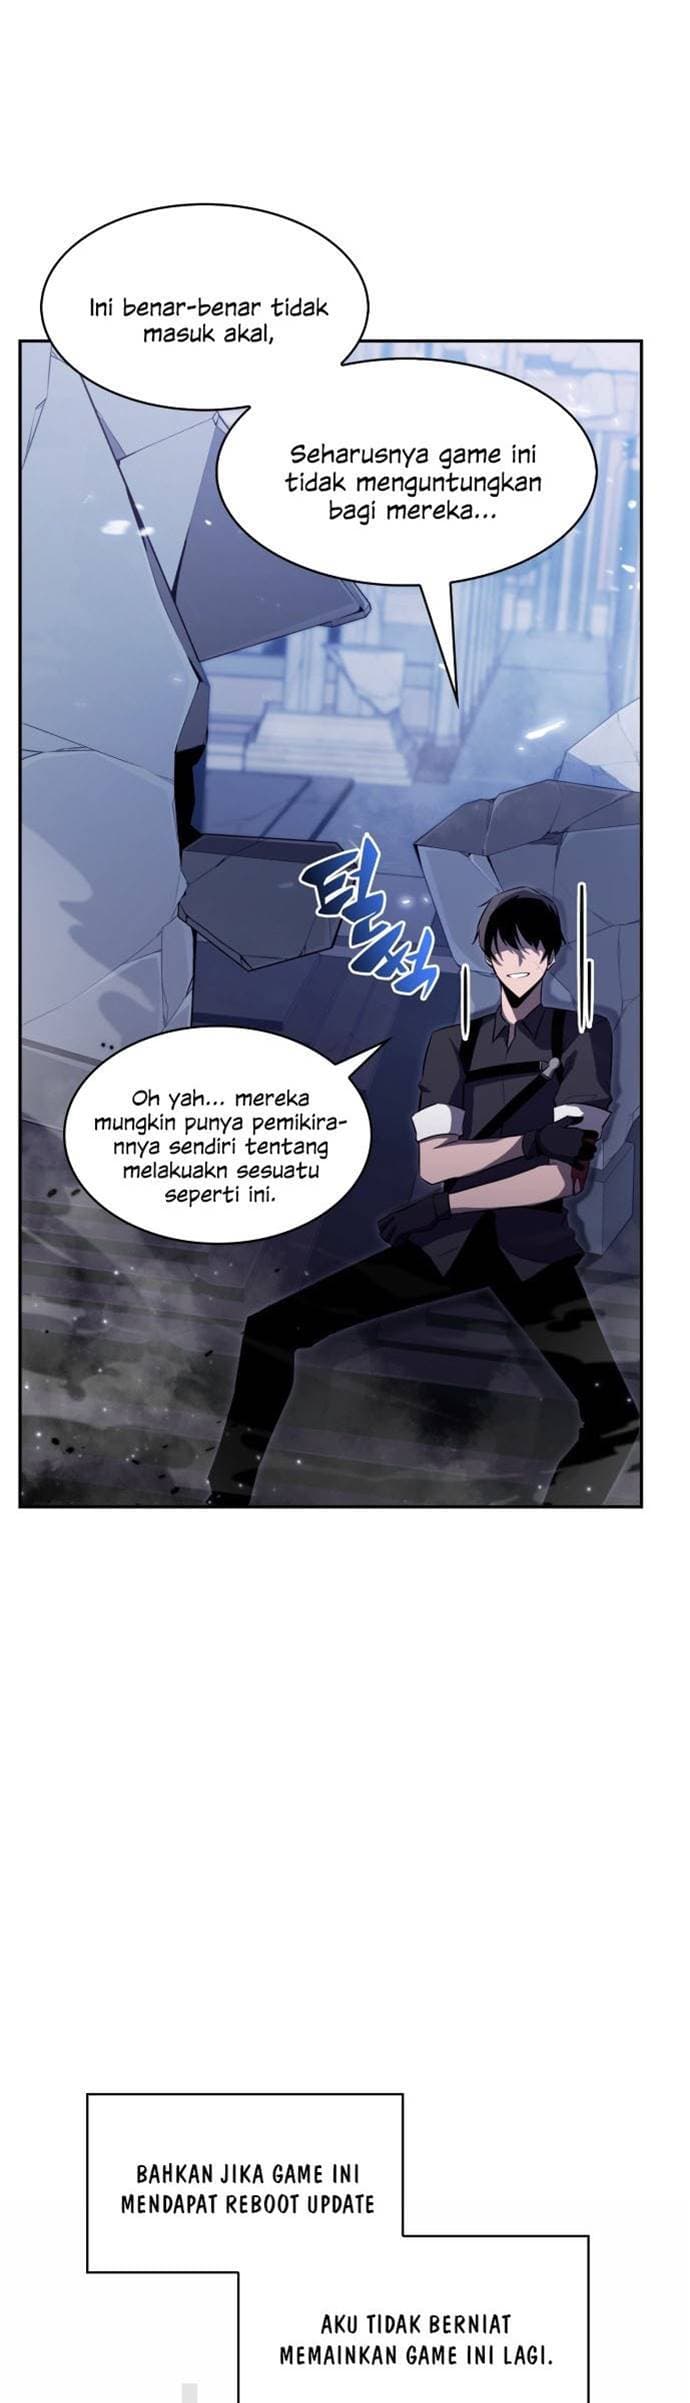 Ini benar-benar tidak
masuk akal,
Seharusnya game ini
tidak menguntungkan
bagi mereka...
털썩
Oh yah... mereka
mungkin punya pemikira-
nnya sendiri tentang
melakuakn sesuatu
seperti ini.
BAHKAN JIKA GAME INI
MENDAPAT REBOOT UPDATE
AKU TIDAK BERNIAT
MEMAINKAN GAME INI LAGI.